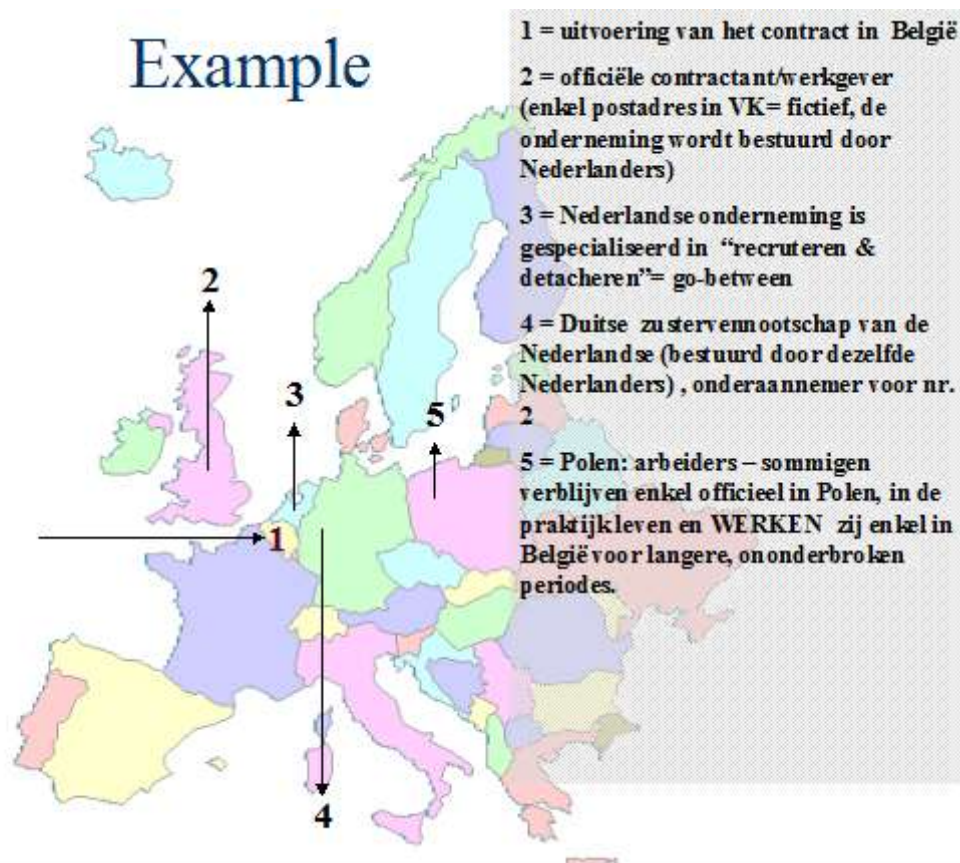 Example
1 = uitvoering van het contract in België
2 = officiële contractant/werkgever
(enkel postadres in VK= fictief, de
onderneming wordt bestuurd door
Nederlanders)
3 = Nederlandse onderneming is
gespecialiseerd in “recruteren &
detacheren”= go-between
4 = Duitse zustervennootschap van de
Nederlandse (bestuurd door dezelfde
Nederlanders) , onderaannemer voor nr.
2
5 = Polen: arbeiders – sommigen
verblijven enkel officieel in Polen, in de
praktijk leven en WERKEN zij enkel in
België voor langere, ononderbroken
periodes.
2
3
5
1
4